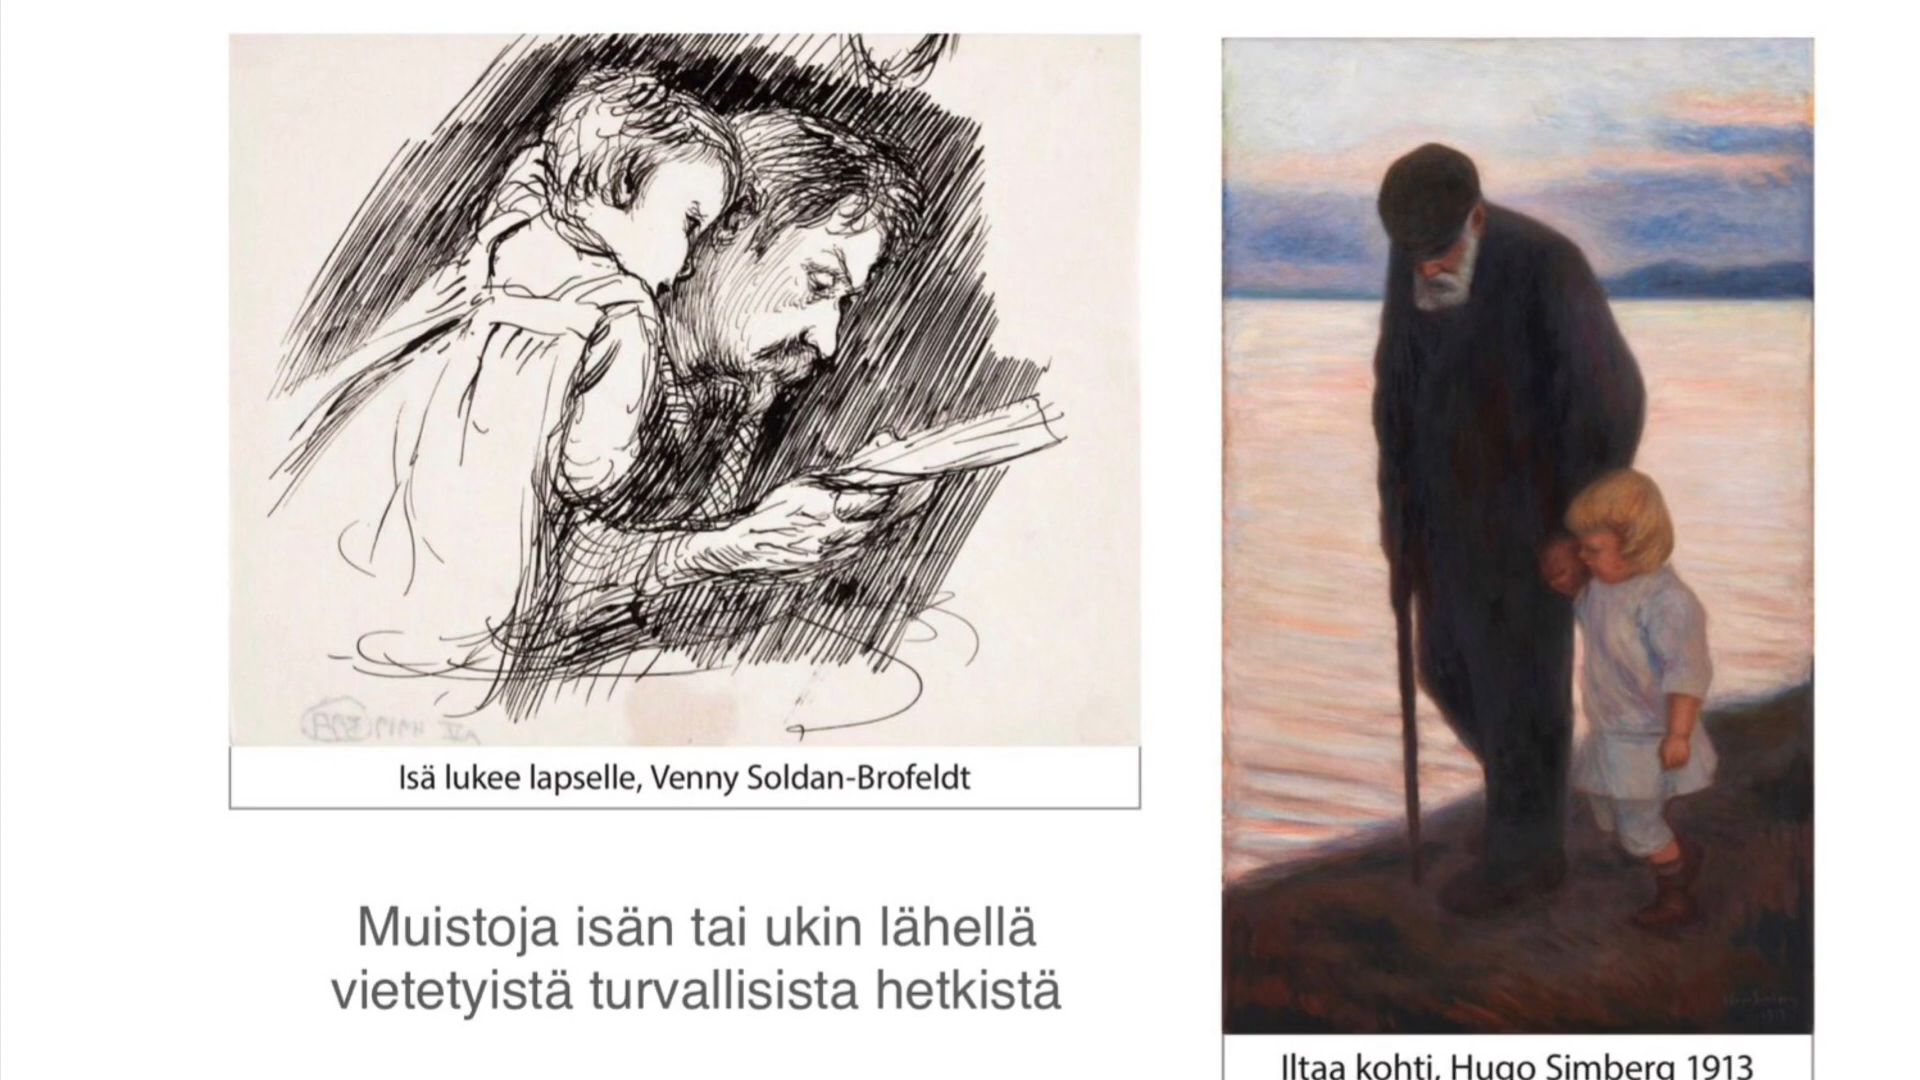 Isä lukee lapselle, Venny Soldan-Brofeldt
Muistoja isän tai ukin lähellä
vietetyistä turvallisista hetkistä
Iltaa kohti, Hugo Simberg 1913